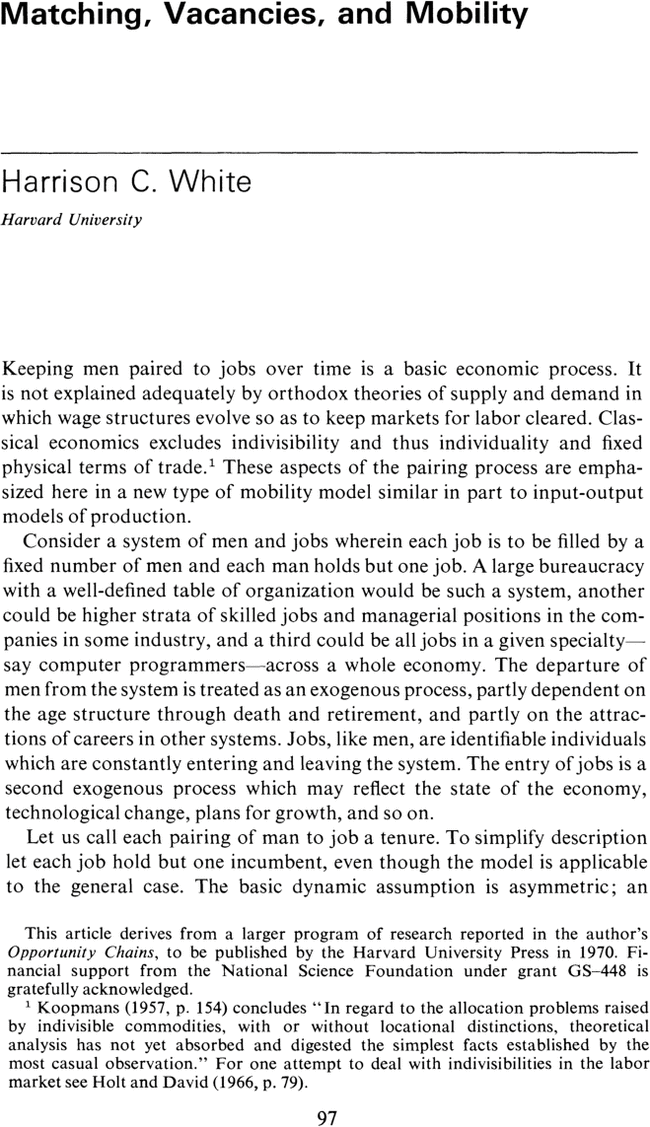 Matching, Vacancies, and Mobility
Harrison C. White
Harvard University
Keeping men paired to jobs over time is a basic economic process. It
is not explained adequately by orthodox theories of supply and demand in
which wage structures evolve so as to keep markets for labor cleared. Clas-
sical economics excludes indivisibility and thus individuality and fixed
physical terms of trade.¹ These aspects of the pairing process are empha-
sized here in a new type of mobility model similar in part to input-output
models of production.
Consider a system of men and jobs wherein each job is to be filled by a
fixed number of men and each man holds but one job. A large bureaucracy
with a well-defined table of organization would be such a system, another
could be higher strata of skilled jobs and managerial positions in the com-
panies in some industry, and a third could be all jobs in a given specialty—
say computer programmers—across a whole economy. The departure of
men from the system is treated as an exogenous process, partly dependent on
the age structure through death and retirement, and partly on the attrac-
tions of careers in other systems. Jobs, like men, are identifiable individuals
which are constantly entering and leaving the system. The entry of jobs is a
second exogenous process which may reflect the state of the economy,
technological change, plans for growth, and so on.
Let us call each pairing of man to job a tenure. To simplify description
let each job hold but one incumbent, even though the model is applicable
to the general case. The basic dynamic assumption is asymmetric; an
This article derives from a larger program of research reported in the author's
Opportunity Chains, to be published by the Harvard University Press in 1970. Fi-
nancial support from the National Science Foundation under grant GS–448 is
gratefully acknowledged.
¹ Koopmans (1957, p. 154) concludes "In regard to the allocation problems raised
by indivisible commodities, with or without locational distinctions, theoretical
analysis has not yet absorbed and digested the simplest facts established by the
most casual observation." For one attempt to deal with indivisibilities in the labor
market see Holt and David (1966, p. 79).
97